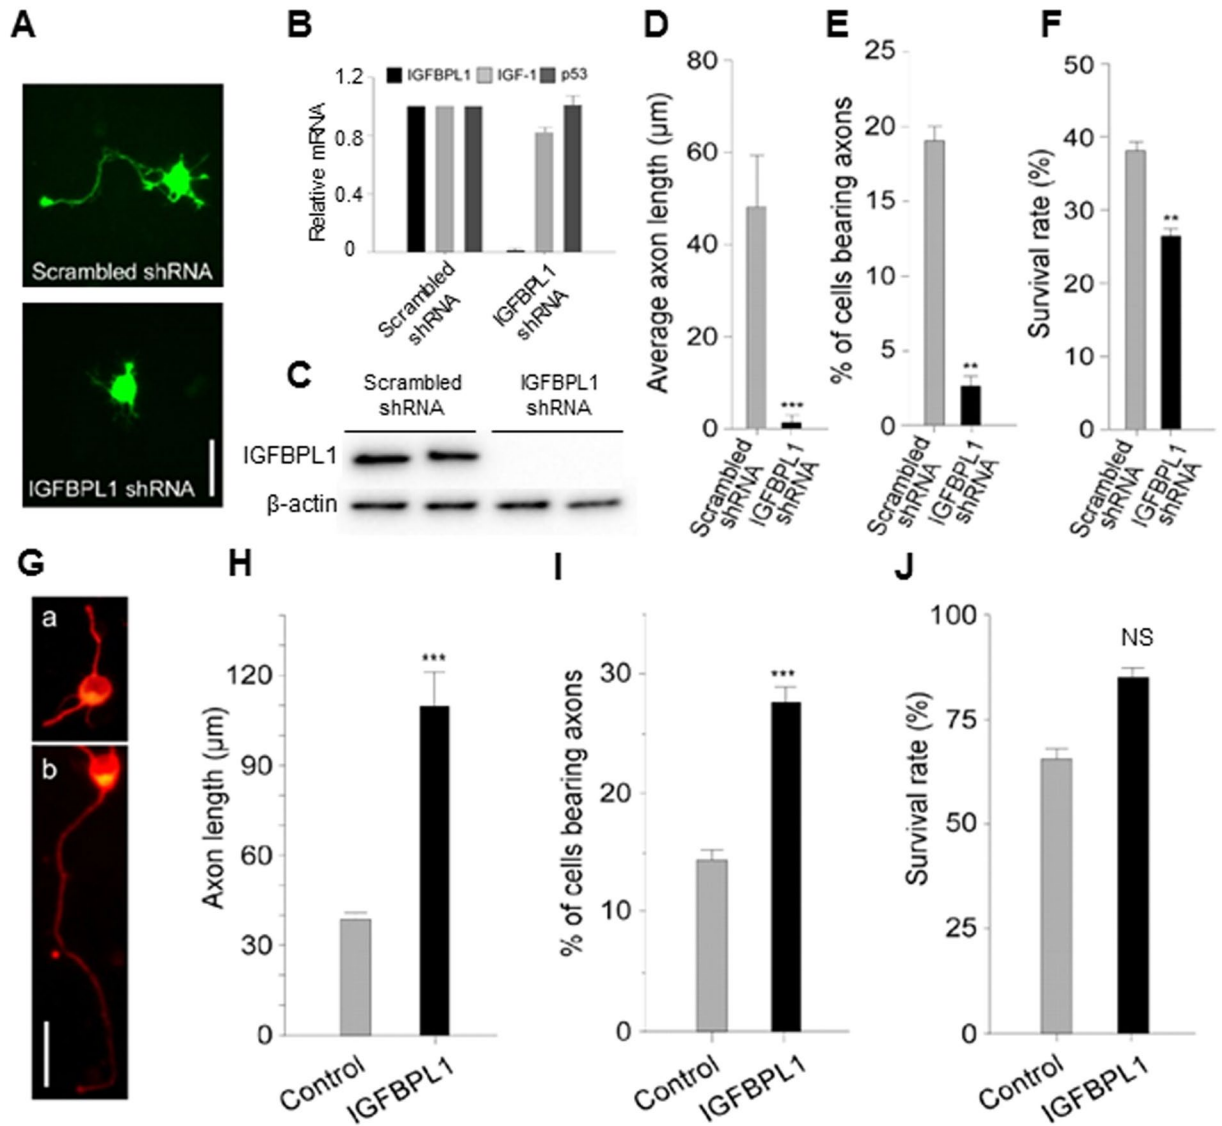 A
Scrambled shRNA
IGFBPL1 shRNA
B
IGFBPL1 IGF-1 p53
Relative mRNA
1.2
0.8
0.4
0
Scrambled
shRNA
IGFBPL1
shRNA
C
Scrambled
shRNA
IGFBPL1
shRNA
IGFBPL1
β-actin
D
Average axon length (μm)
80
60
40
20
0
***
Scrambled
shRNA
IGFBPL1
shRNA
E
% of cells bearing axons
25
20
15
10
5
0
**
Scrambled
shRNA
IGFBPL1
shRNA
F
Survival rate (%)
50
40
30
20
10
0
**
Scrambled
shRNA
IGFBPL1
shRNA
G
a
b
H
Axon length (μm)
120
90
60
30
0
***
Control
IGFBPL1
I
% of cells bearing axons
30
20
10
0
***
Control
IGFBPL1
J
Survival rate (%)
100
75
50
25
0
NS
Control
IGFBPL1